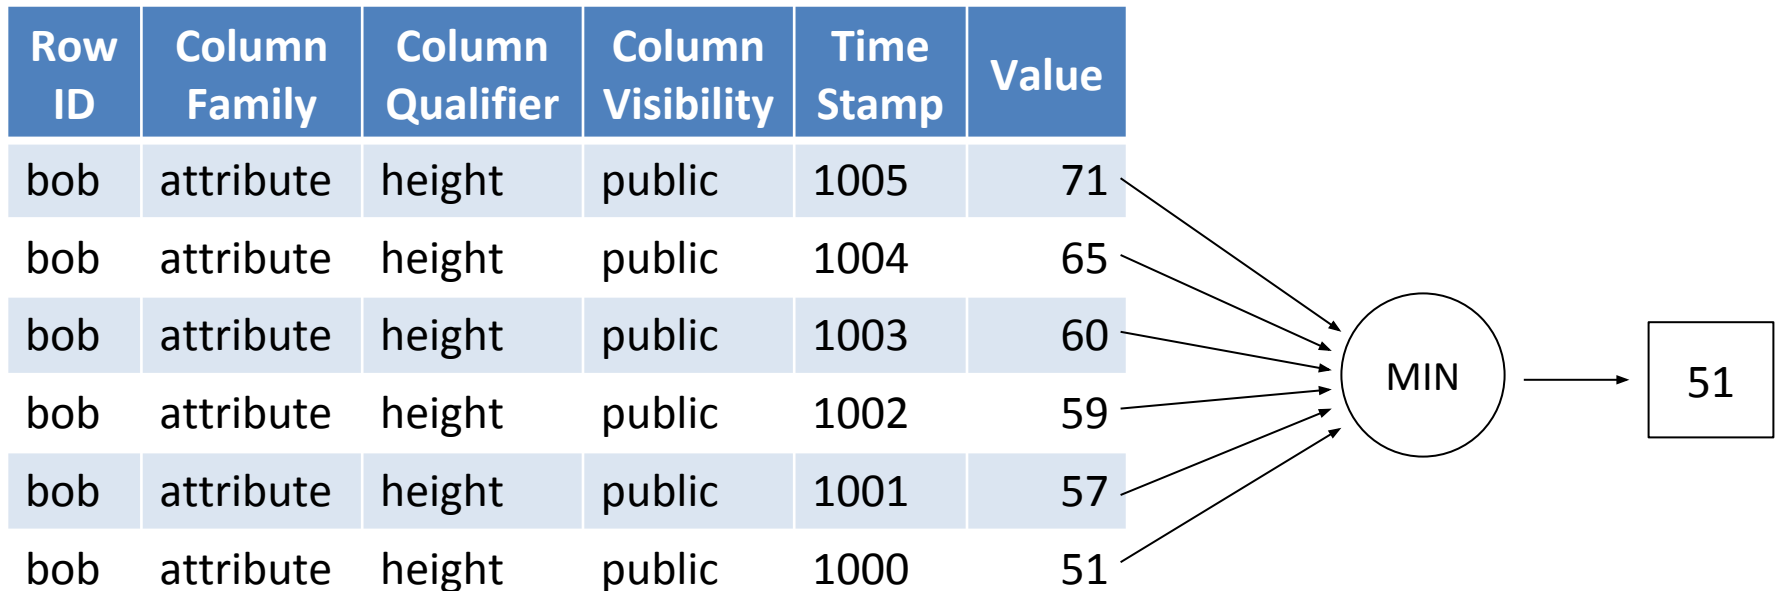 Row ID Column Family Column Qualifier Column Visibility Time Stamp Value
bob attribute height public 1005 71
bob attribute height public 1004 65
bob attribute height public 1003 60
bob attribute height public 1002 59
bob attribute height public 1001 57
bob attribute height public 1000 51
MIN
51